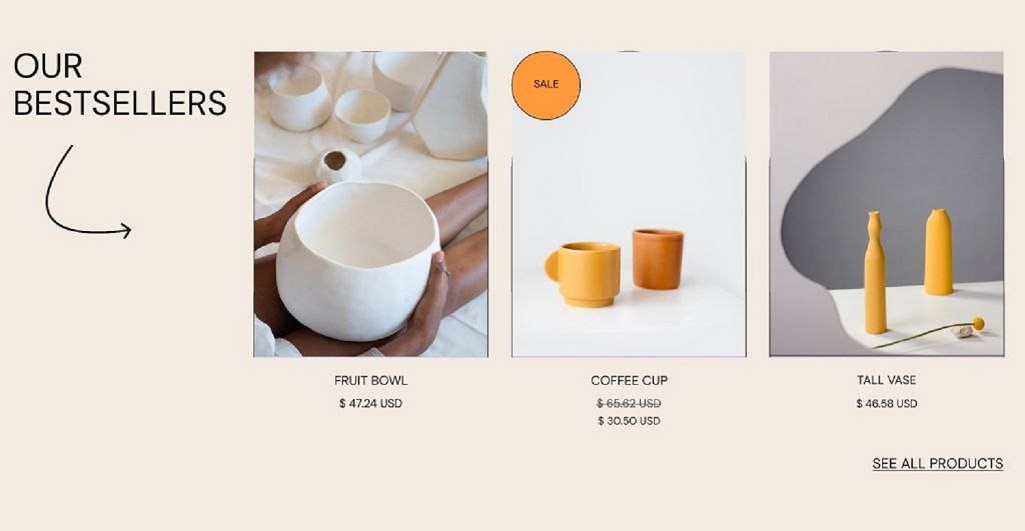 OUR
BESTSELLERS
SALE
FRUIT BOWL
$ 47.24 USD
COFFEE CUP
$ 65.62 USD
$ 30.50 USD
TALL VASE
$ 46.58 USD
SEE ALL PRODUCTS